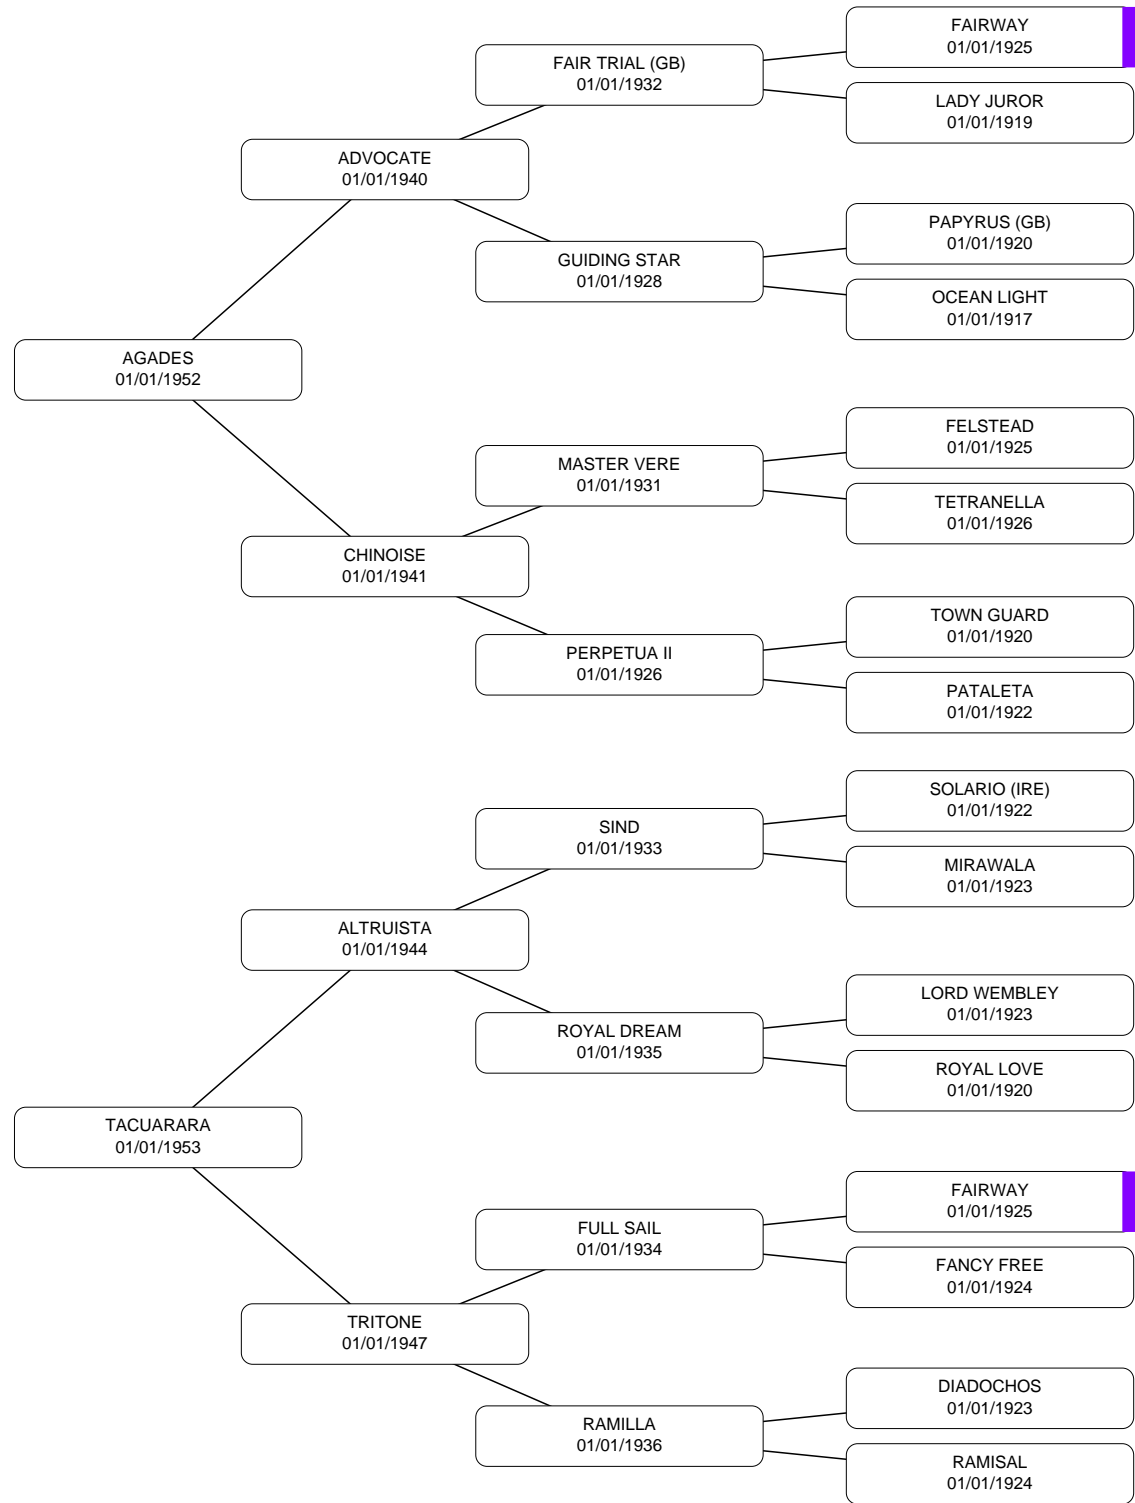 FAIRWAY
01/01/1925
FAIR TRIAL (GB)
01/01/1932
LADY JUROR
01/01/1919
ADVOCATE
01/01/1940
PAPYRUS (GB)
01/01/1920
GUIDING STAR
01/01/1928
OCEAN LIGHT
01/01/1917
AGADES
01/01/1952
FELSTEAD
01/01/1925
MASTER VERE
01/01/1931
TETRANELLA
01/01/1926
CHINOISE
01/01/1941
TOWN GUARD
01/01/1920
PERPETUA II
01/01/1926
PATALETA
01/01/1922
SOLARIO (IRE)
01/01/1922
SIND
01/01/1933
MIRAWALA
01/01/1923
ALTRUISTA
01/01/1944
LORD WEMBLEY
01/01/1923
ROYAL DREAM
01/01/1935
ROYAL LOVE
01/01/1920
TACUARARA
01/01/1953
FAIRWAY
01/01/1925
FULL SAIL
01/01/1934
FANCY FREE
01/01/1924
TRITONE
01/01/1947
DIADOCHOS
01/01/1923
RAMILLA
01/01/1936
RAMISAL
01/01/1924